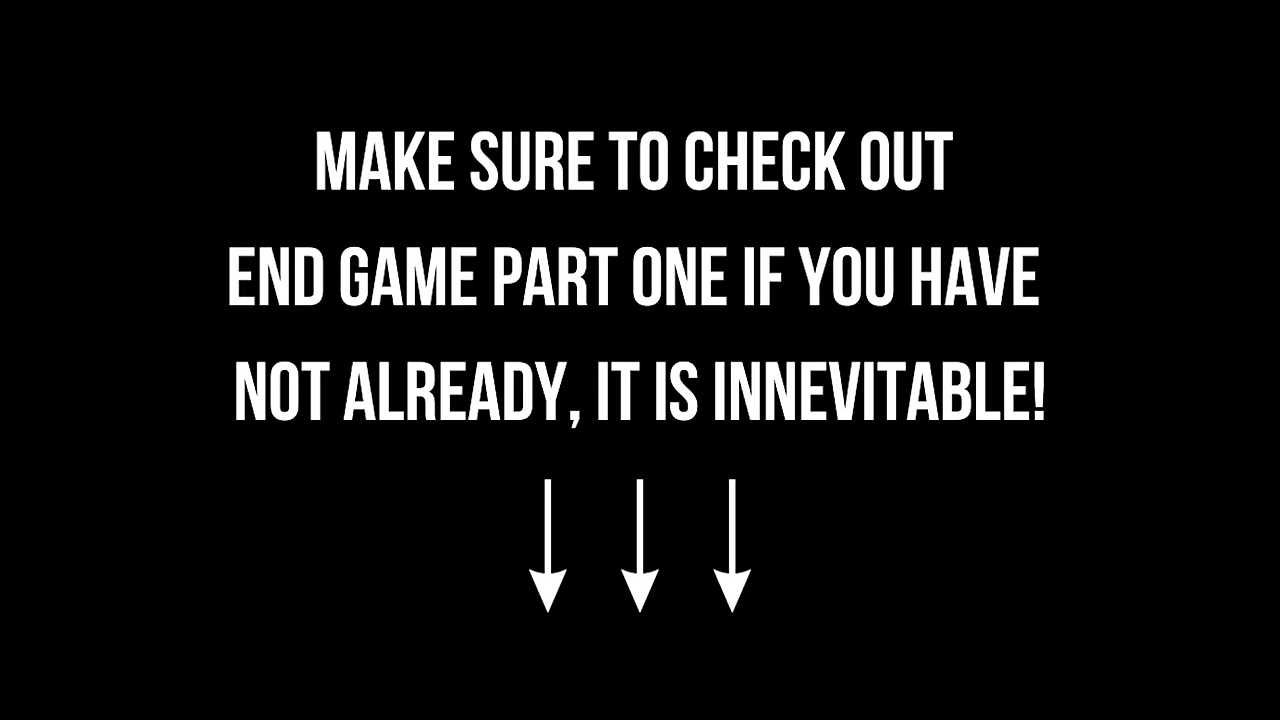 MAKE SURE TO CHECK OUT
END GAME PART ONE IF YOU HAVE
NOT ALREADY, IT IS INNEVITABLE!